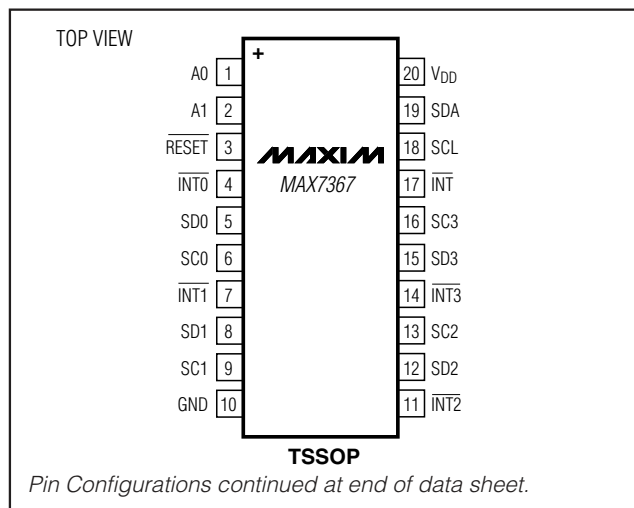 TOP VIEW
+
A0 1
A1 2
RESET 3
INT0 4
SD0 5
SC0 6
INT1 7
SD1 8
SC1 9
GND 10
MAXIM
MAX7367
20 VDD
19 SDA
18 SCL
17 INT
16 SC3
15 SD3
14 INT3
13 SC2
12 SD2
11 INT2
TSSOP
Pin Configurations continued at end of data sheet.